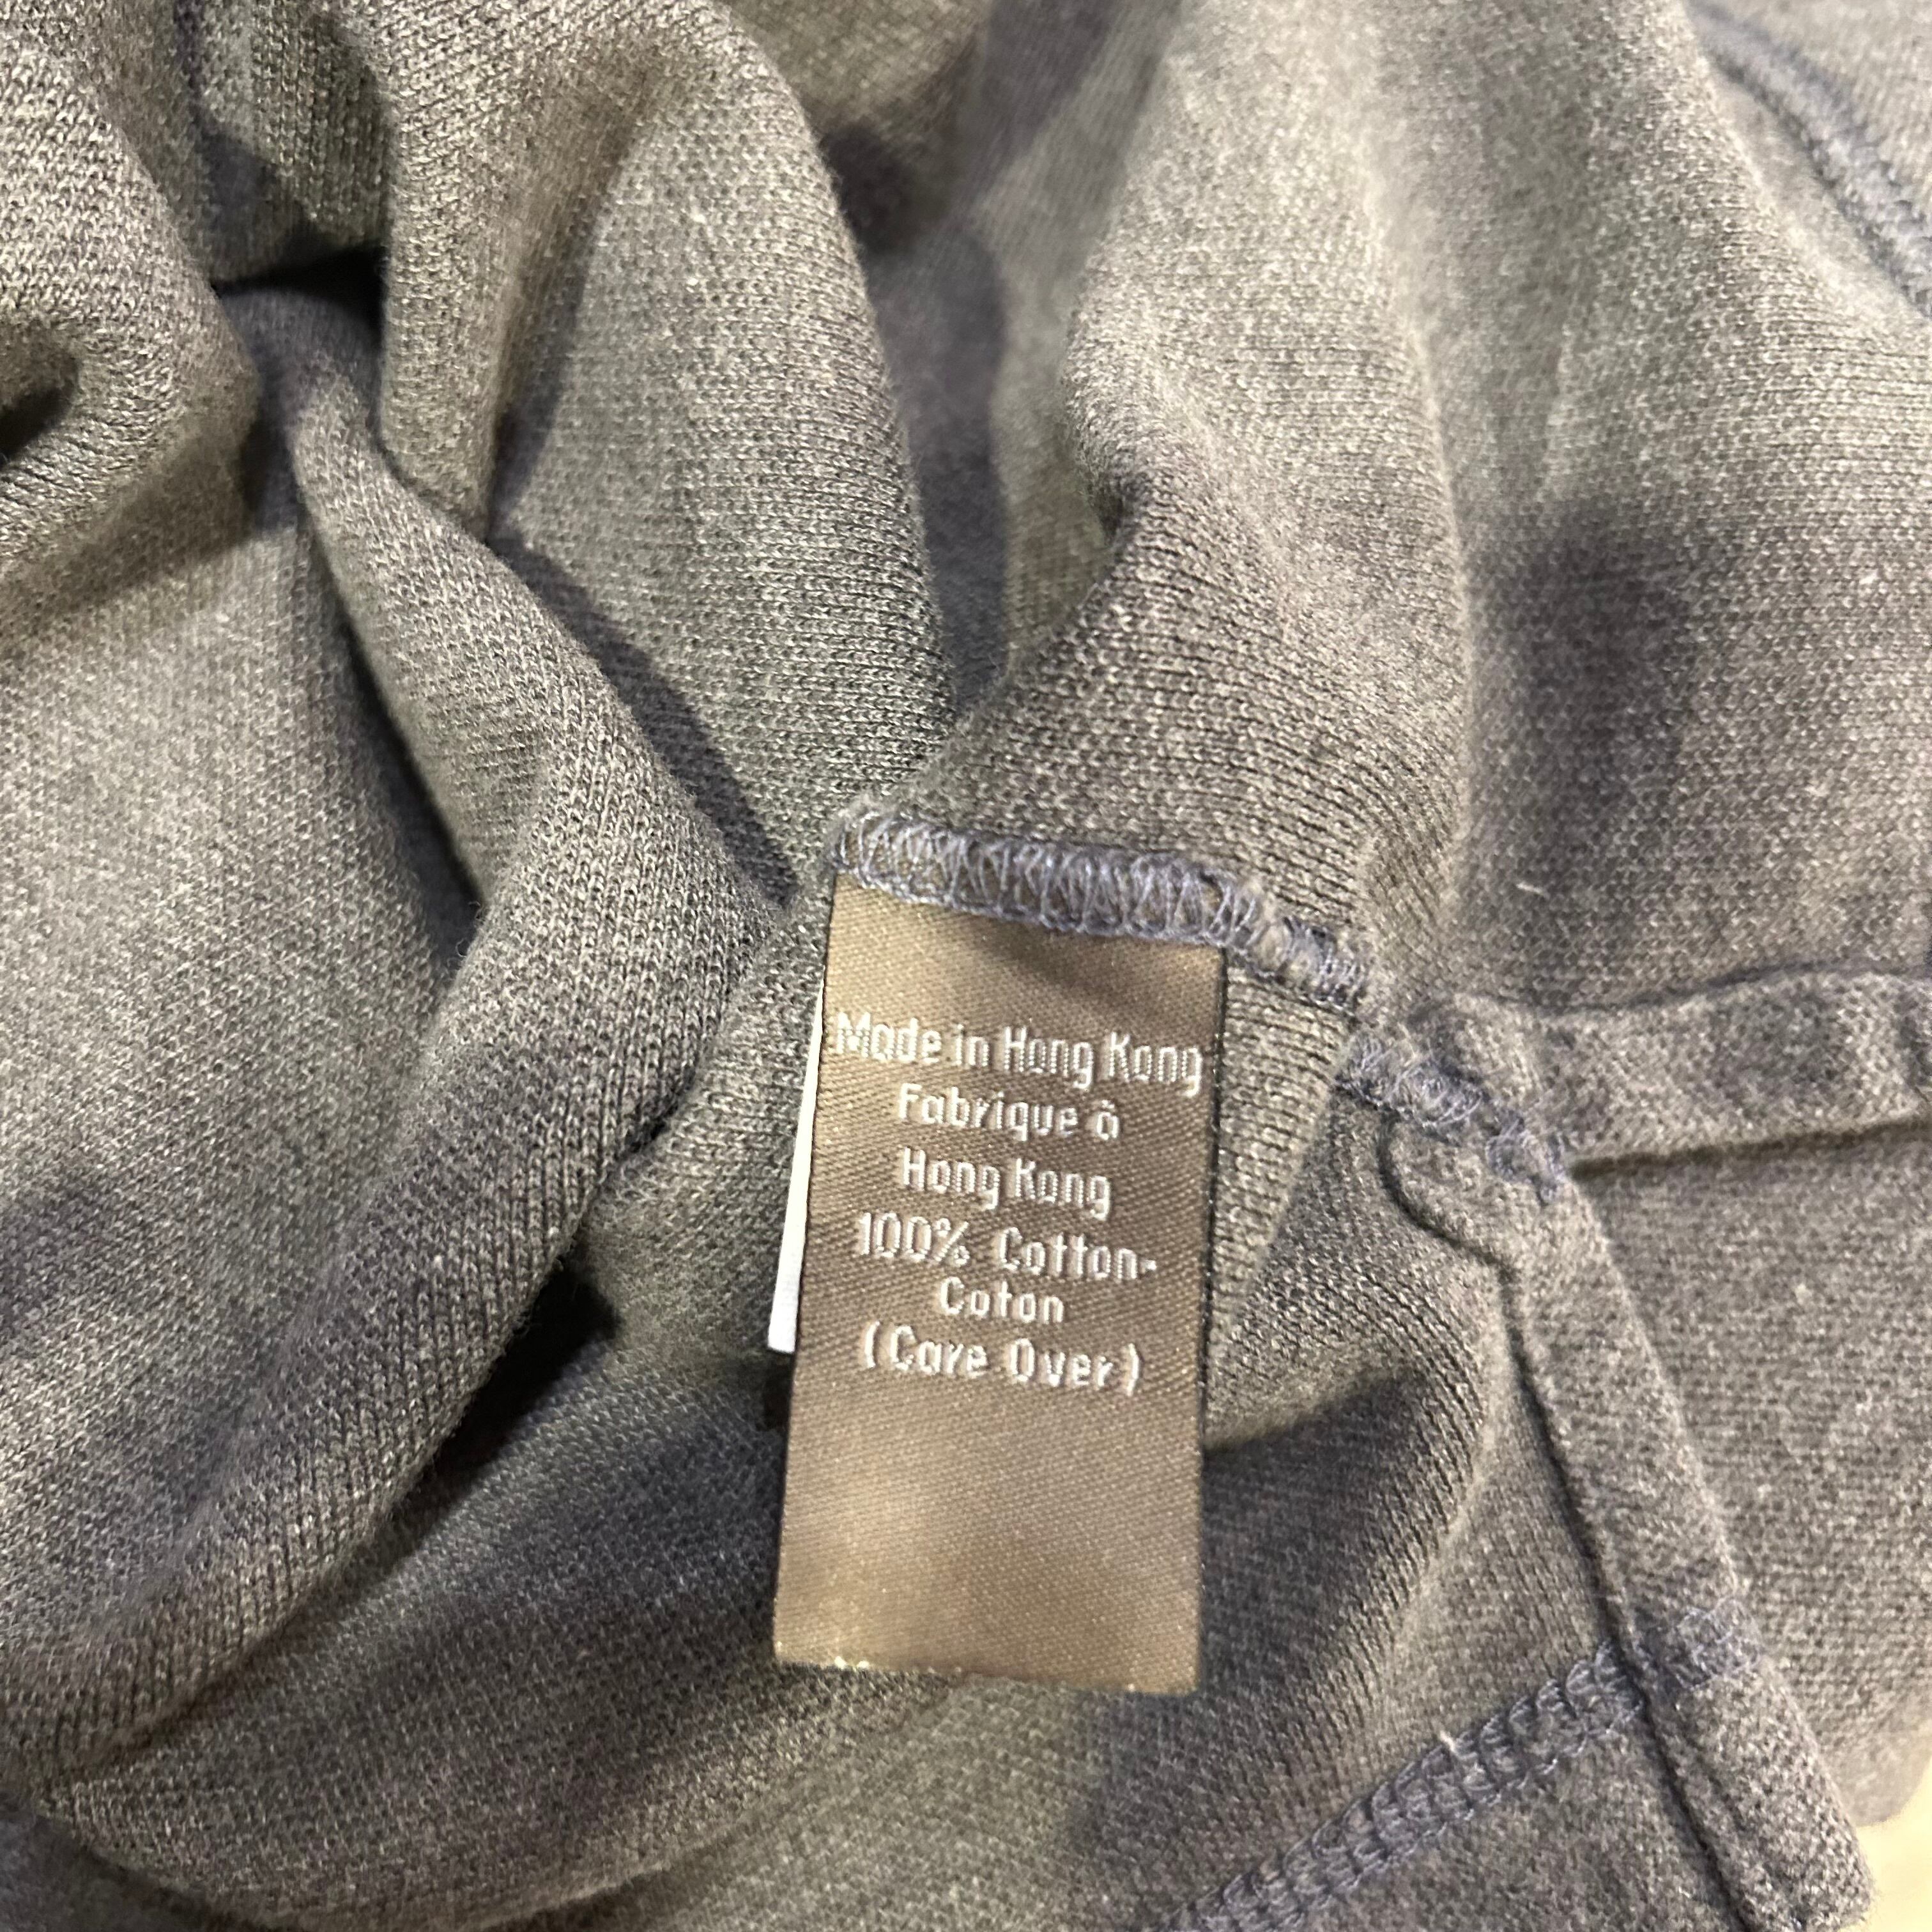 Made in Hong Kong
Fabrique à
Hong Kong
100% Cotton-
Coton
(Care Over)